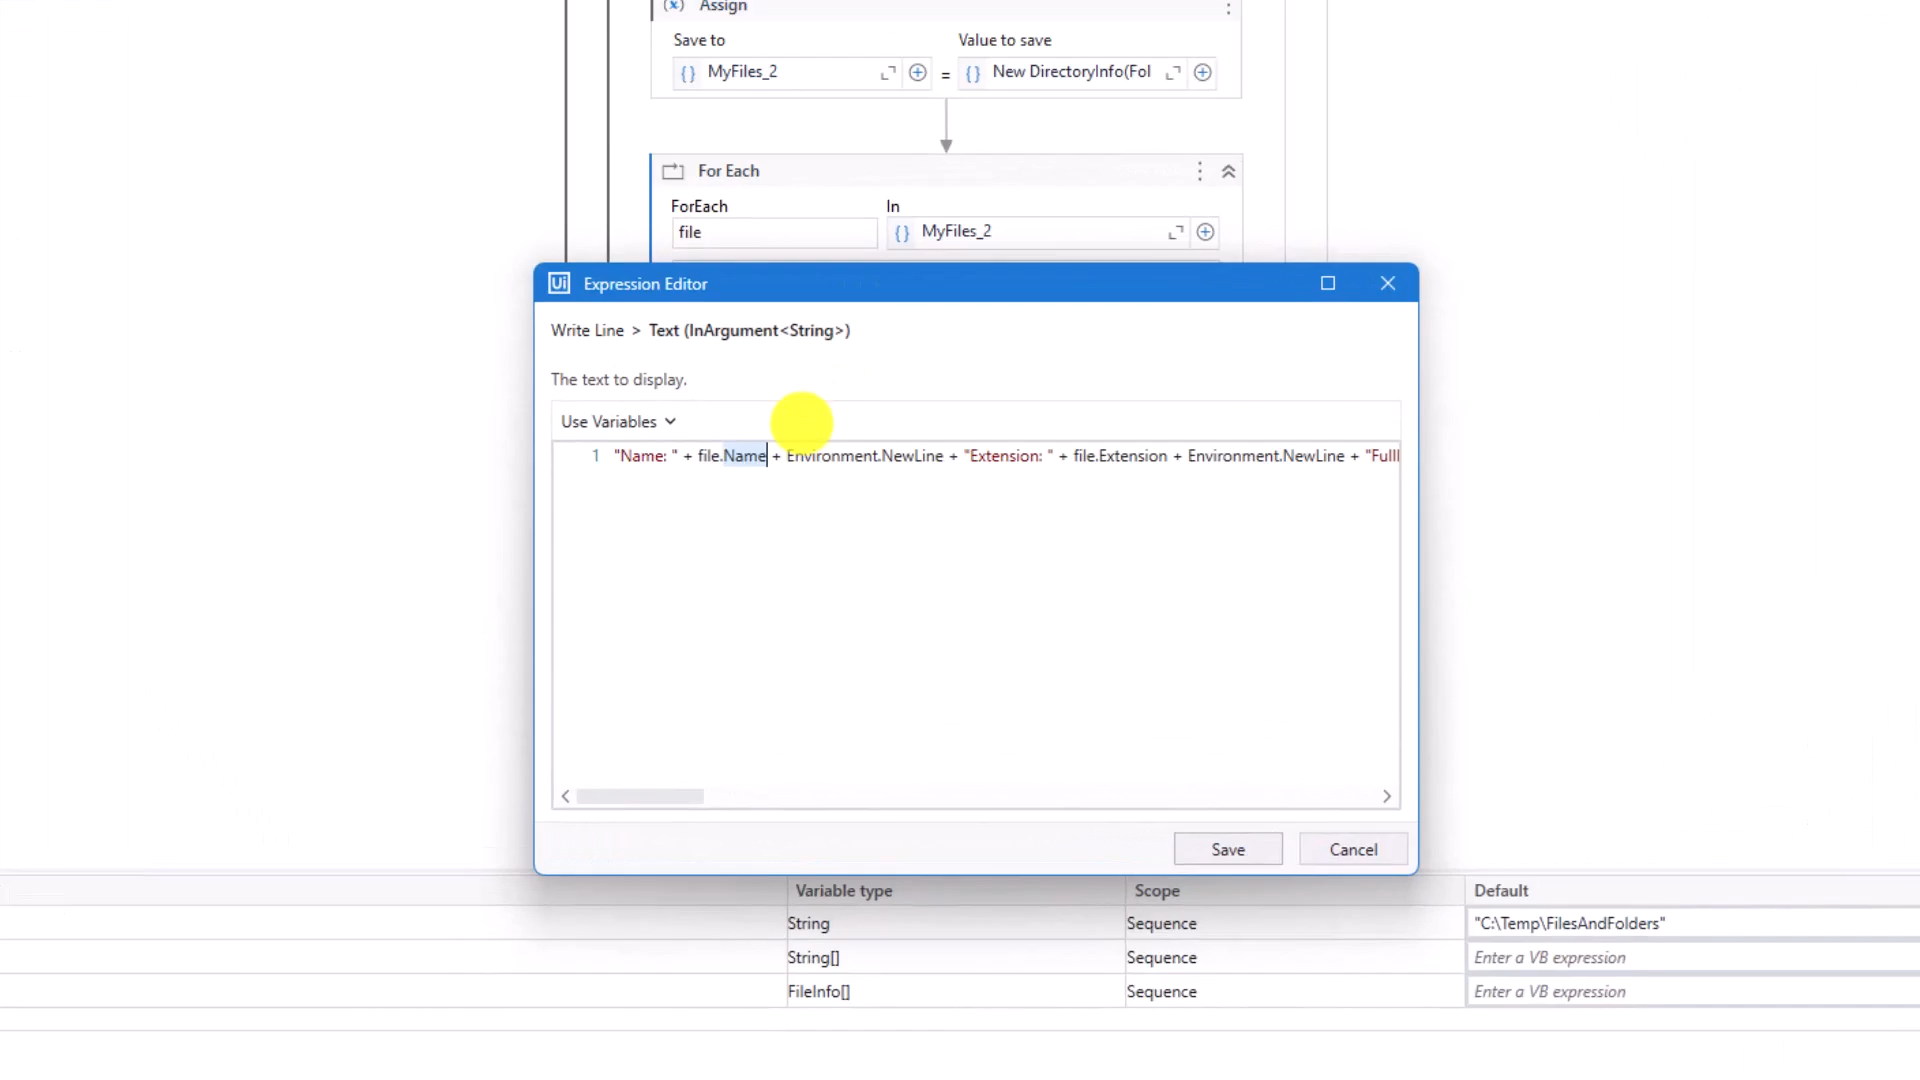 Assign
Save to
Value to save
MyFiles_2
=
New DirectoryInfo(Fol
For Each
ForEach
In
file
MyFiles_2
Ui Expression Editor
Write Line > Text (InArgument<String>)
The text to display.
Use Variables
1 "Name: " + file.Name + Environment.NewLine + "Extension: " + file.Extension + Environment.NewLine + "Full
Save
Cancel
Variable type
Scope
Default
String
Sequence
"C:\Temp\FilesAndFolders"
String[]
Sequence
Enter a VB expression
FileInfo[]
Sequence
Enter a VB expression